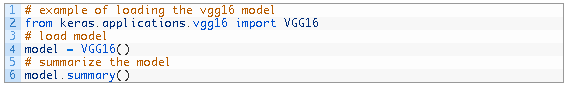 1 # example of loading the vgg16 model
2 from keras.applications.vgg16 import VGG16
3 # load model
4 model = VGG16()
5 # summarize the model
6 model.summary()